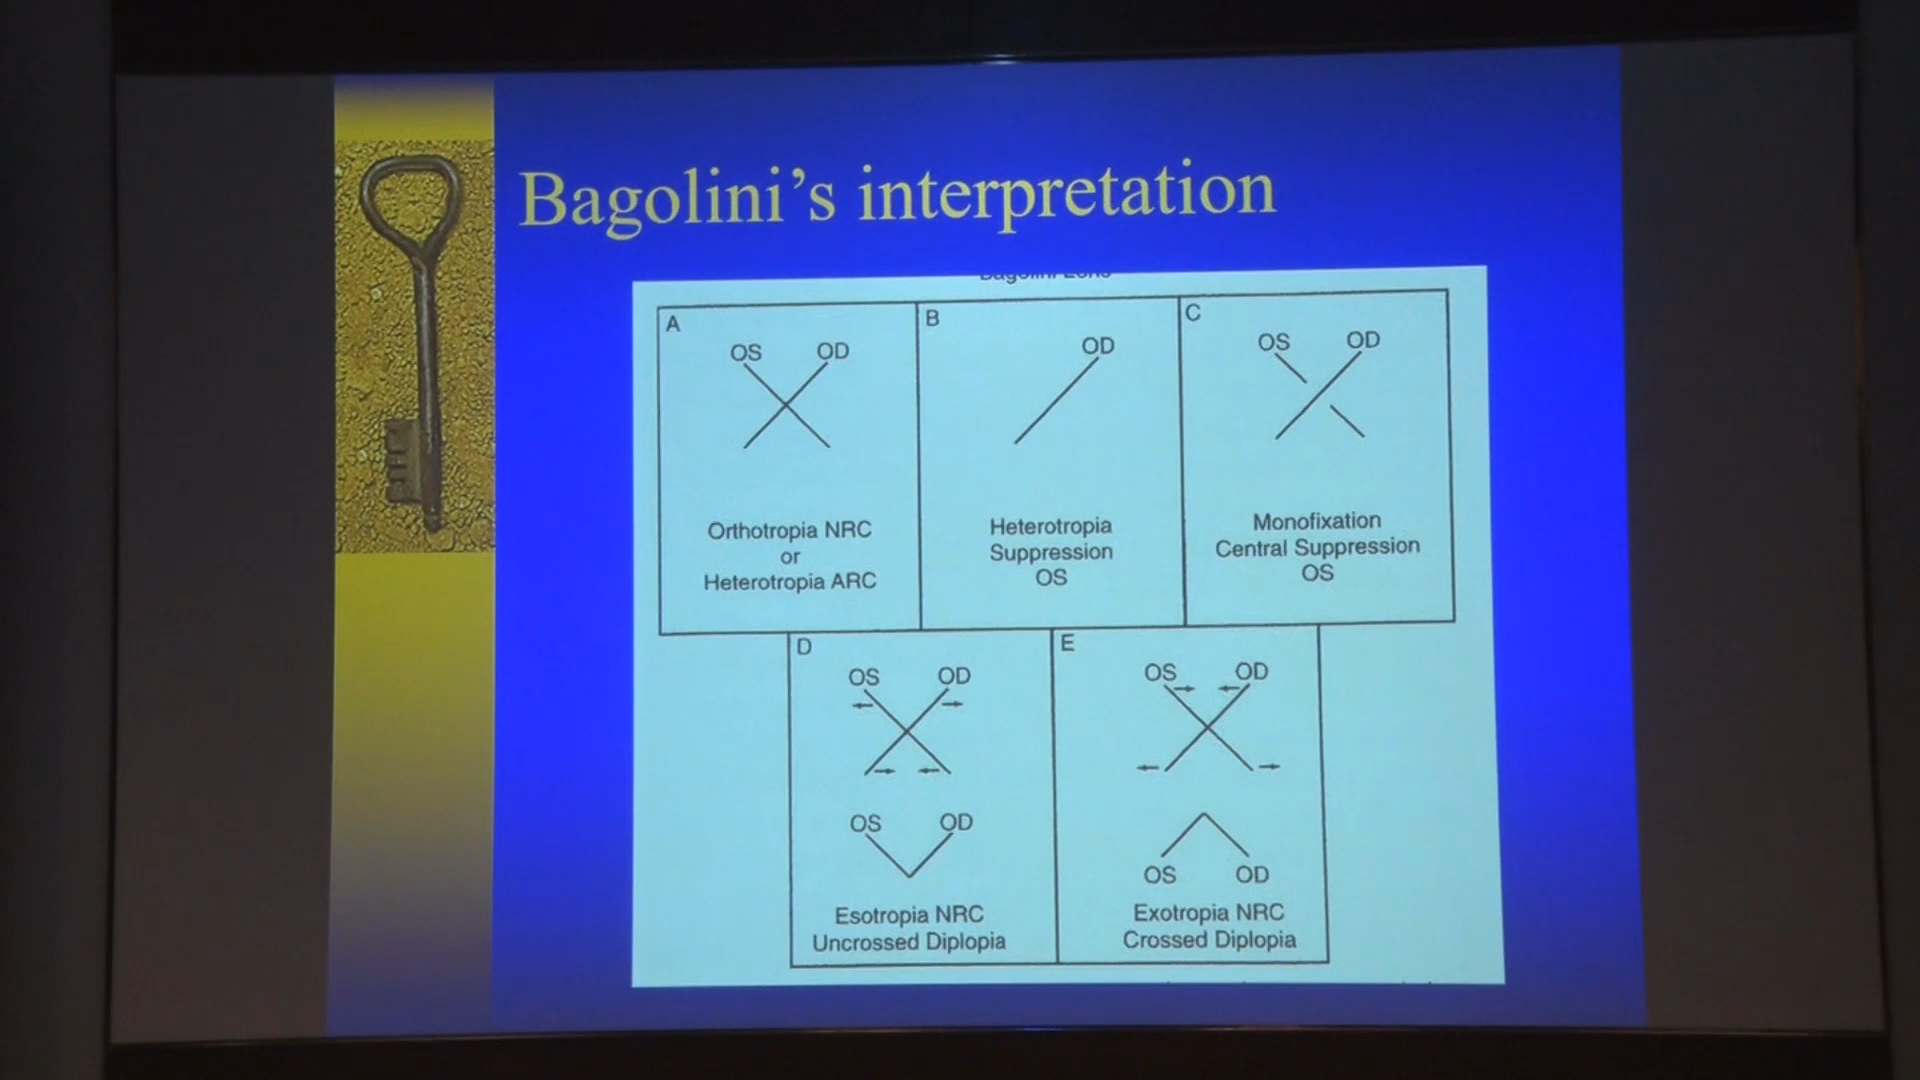 Bagolini's interpretation
A
OS OD
Orthotropia NRC
or
Heterotropia ARC
B
OD
Heterotropia
Suppression
OS
C
OS OD
Monofixation
Central Suppression
OS
D
OS OD
OS OD
Esotropia NRC
Uncrossed Diplopia
E
OS OD
OS OD
Exotropia NRC
Crossed Diplopia